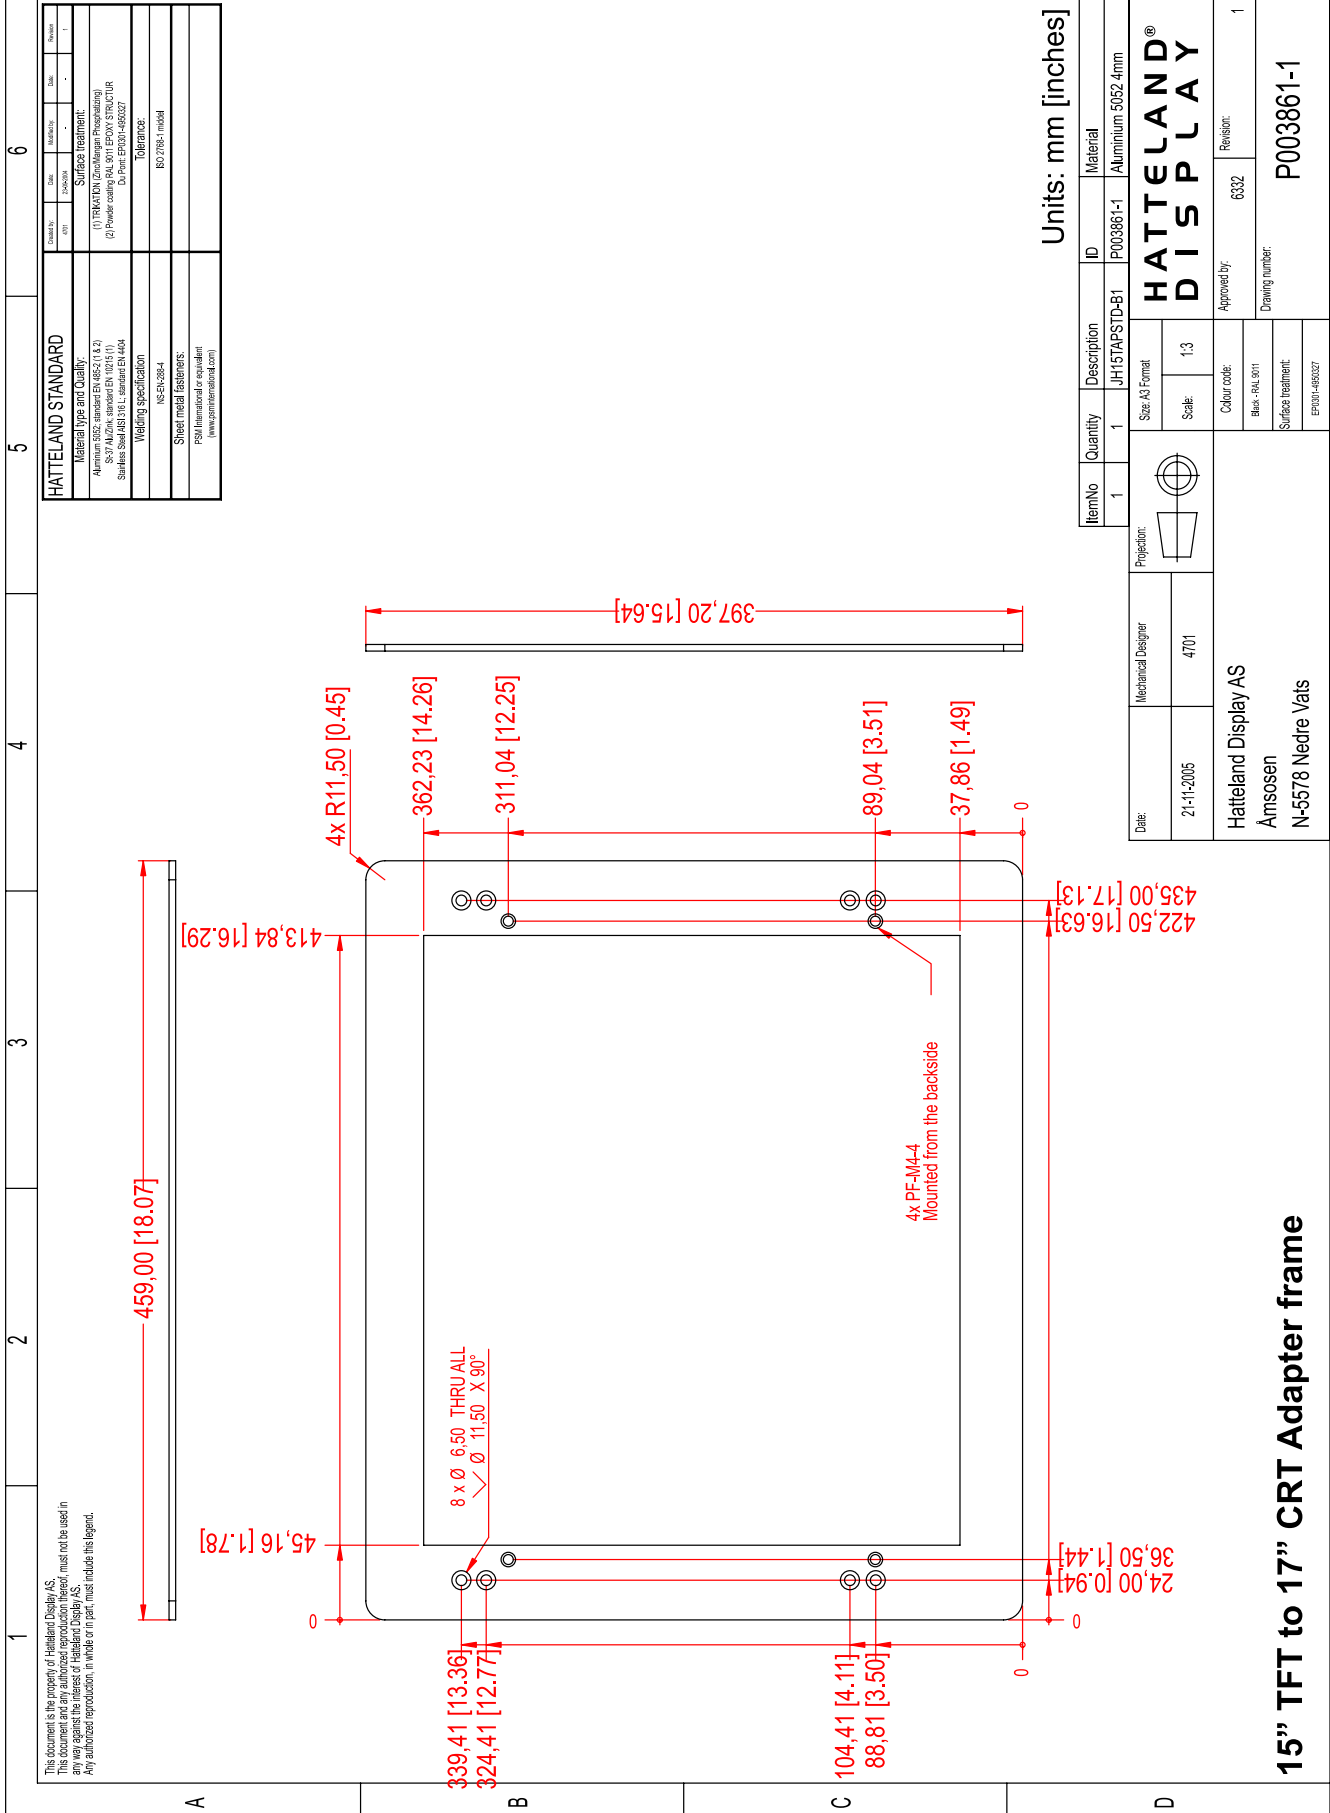 1
2
3
4
5
6
A
B
C
D
This document is the property of Hatteland Display AS.
This document and any authorized reproduction thereof, must not be used in
any way against the interest of Hatteland Display AS.
Any authorized reproduction, in whole or in part, must include this legend.
HATTELAND STANDARD
Created by:
Date:
Modified by:
Date:
Revision
4701
23-09-2004
-
-
1
Material type and Quality:
Aluminium 5052; standard EN 485-2 (1 & 2)
St-37 Alu/Zink; standard EN 10215 (1)
Stainless Steel AISI 316 L; standard EN 4404
Surface treatment:
(1) TRIKATION (Zinc/Mangan Phosphatizing)
(2) Powder coating RAL 9011 EPOXY STRUCTUR
Du Pont: EP0301-4950327
Welding specification
NS-EN-288-4
Tolerance:
ISO 2768-1 middel
Sheet metal fasteners:
PSM International or equivalent
(www.psminternational.com)
459,00 [18.07]
397,20 [15.64]
4x R11,50 [0.45]
45,16 [1.78]
413,84 [16.29]
0
362,23 [14.26]
311,04 [12.25]
89,04 [3.51]
37,86 [1.49]
0
8 x Ø 6,50 THRU ALL
Ø 11,50 X 90°
4x PF-M4-4
Mounted from the backside
339,41 [13.36]
324,41 [12.77]
104,41 [4.11]
88,81 [3.50]
0
0
24,00 [0.94]
36,50 [1.44]
422,50 [16.63]
435,00 [17.13]
Units: mm [inches]
ItemNo
Quantity
Description
ID
Material
1
1
JH15TAPSTD-B1
P003861-1
Aluminium 5052 4mm
Date:
21-11-2005
Mechanical Designer
4701
Projection:
Size: A3 Format
Scale:
1:3
HATTELAND®
DISPLAY
Hatteland Display AS
Åmsosen
N-5578 Nedre Vats
Colour code:
Black - RAL 9011
Surface treatment:
EP0301-4950327
Approved by:
6332
Revision:
1
Drawing number:
P003861-1
15” TFT to 17” CRT Adapter frame